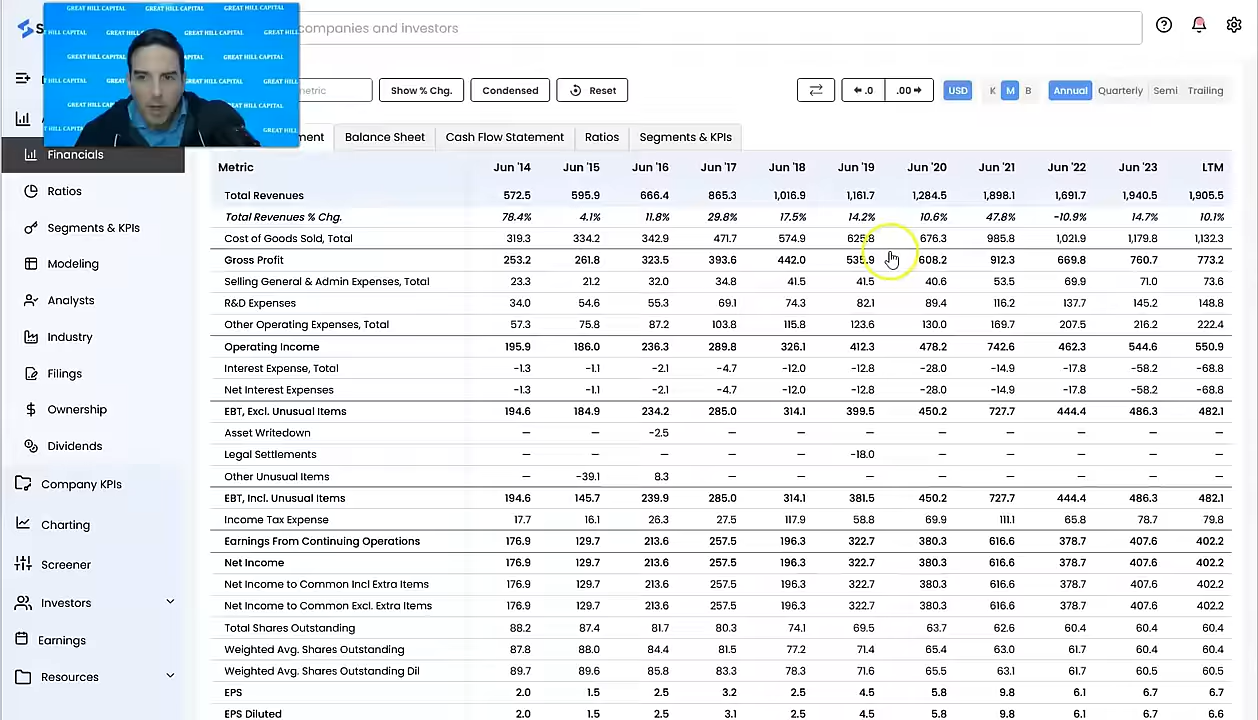 GREAT HILL CAPITAL GREAT HILL CAPITAL GREAT HILL CAPITAL
GREAT HILL CAPITAL GREAT HILL CAPITAL
GREAT HILL CAPITAL
HILL CAPITAL GREAT HILL CAPITAL
GREAT HILL CAPITAL
companies and investors
Show % Chg.
Condensed
Reset
.0
.00
USD
K M B
Annual Quarterly Semi Trailing
Balance Sheet
Cash Flow Statement
Ratios
Segments & KPIs
Financials
Ratios
Segments & KPIs
Modeling
Analysts
Industry
Filings
Ownership
Dividends
Company KPIs
Charting
Screener
Investors
Earnings
Resources
Metric Jun '14 Jun '15 Jun '16 Jun '17 Jun '18 Jun '19 Jun '20 Jun '21 Jun '22 Jun '23 LTM
Total Revenues 572.5 595.9 666.4 865.3 1,016.9 1,161.7 1,284.5 1,898.1 1,691.7 1,940.5 1,905.5
Total Revenues % Chg. 78.4% 4.1% 11.8% 29.8% 17.5% 14.2% 10.6% 47.8% -10.9% 14.7% 10.1%
Cost of Goods Sold, Total 319.3 334.2 342.9 471.7 574.9 625.8 676.3 985.8 1,021.9 1,179.8 1,132.3
Gross Profit 253.2 261.8 323.5 393.6 442.0 535.9 608.2 912.3 669.8 760.7 773.2
Selling General & Admin Expenses, Total 23.3 21.2 32.0 34.8 41.5 41.5 40.6 53.5 69.9 71.0 73.6
R&D Expenses 34.0 54.6 55.3 69.1 74.3 82.1 89.4 116.2 137.7 145.2 148.8
Other Operating Expenses, Total 57.3 75.8 87.2 103.8 115.8 123.6 130.0 169.7 207.5 216.2 222.4
Operating Income 195.9 186.0 236.3 289.8 326.1 412.3 478.2 742.6 462.3 544.6 550.9
Interest Expense, Total -1.3 -1.1 -2.1 -4.7 -12.0 -12.8 -28.0 -14.9 -17.8 -58.2 -68.8
Net Interest Expenses -1.3 -1.1 -2.1 -4.7 -12.0 -12.8 -28.0 -14.9 -17.8 -58.2 -68.8
EBT, Excl. Unusual Items 194.6 184.9 234.2 285.0 314.1 399.5 450.2 727.7 444.4 486.3 482.1
Asset Writedown — — -2.5 — — — — — — — —
Legal Settlements — — — — — -18.0 — — — — —
Other Unusual Items — -39.1 8.3 — — — — — — — —
EBT, Incl. Unusual Items 194.6 145.7 239.9 285.0 314.1 381.5 450.2 727.7 444.4 486.3 482.1
Income Tax Expense 17.7 16.1 26.3 27.5 117.9 58.8 69.9 111.1 65.8 78.7 79.8
Earnings From Continuing Operations 176.9 129.7 213.6 257.5 196.3 322.7 380.3 616.6 378.7 407.6 402.2
Net Income 176.9 129.7 213.6 257.5 196.3 322.7 380.3 616.6 378.7 407.6 402.2
Net Income to Common Incl Extra Items 176.9 129.7 213.6 257.5 196.3 322.7 380.3 616.6 378.7 407.6 402.2
Net Income to Common Excl. Extra Items 176.9 129.7 213.6 257.5 196.3 322.7 380.3 616.6 378.7 407.6 402.2
Total Shares Outstanding 88.2 87.4 81.7 80.3 74.1 69.5 63.7 62.6 60.4 60.4 60.4
Weighted Avg. Shares Outstanding 87.8 88.0 84.4 81.5 77.2 71.4 65.4 63.0 61.7 60.4 60.4
Weighted Avg. Shares Outstanding Dil 89.7 89.6 85.8 83.3 78.3 71.6 65.5 63.1 61.7 60.4 60.5
EPS 2.0 1.5 2.5 3.2 2.5 4.5 5.8 9.8 6.1 6.7 6.7
EPS Diluted 2.0 1.5 2.5 3.1 2.5 4.5 5.8 9.8 6.1 6.7 6.6